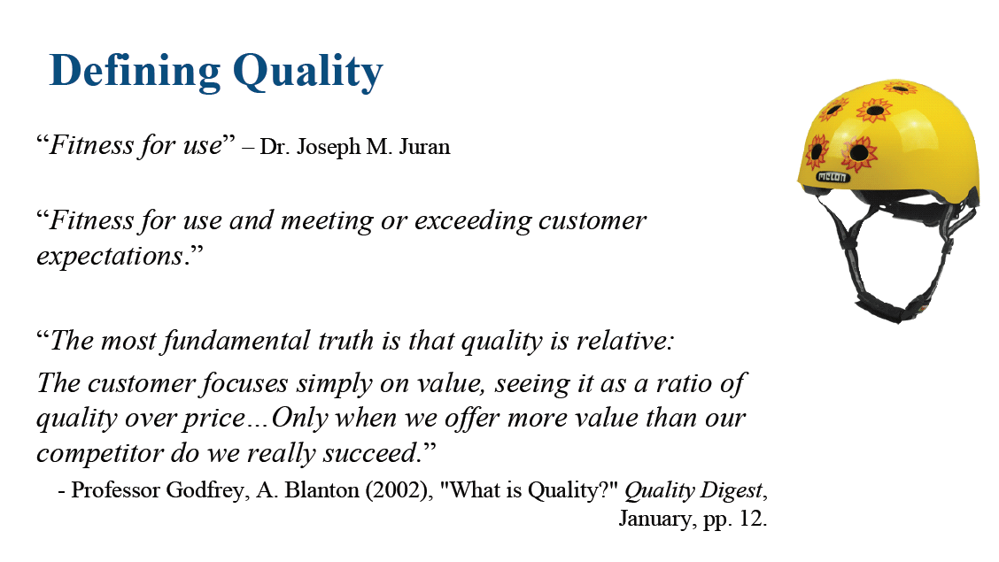 Defining Quality
“Fitness for use” – Dr. Joseph M. Juran
“Fitness for use and meeting or exceeding customer
expectations.”
“The most fundamental truth is that quality is relative:
The customer focuses simply on value, seeing it as a ratio of
quality over price…Only when we offer more value than our
competitor do we really succeed.”
- Professor Godfrey, A. Blanton (2002), "What is Quality?" Quality Digest,
January, pp. 12.
MELON